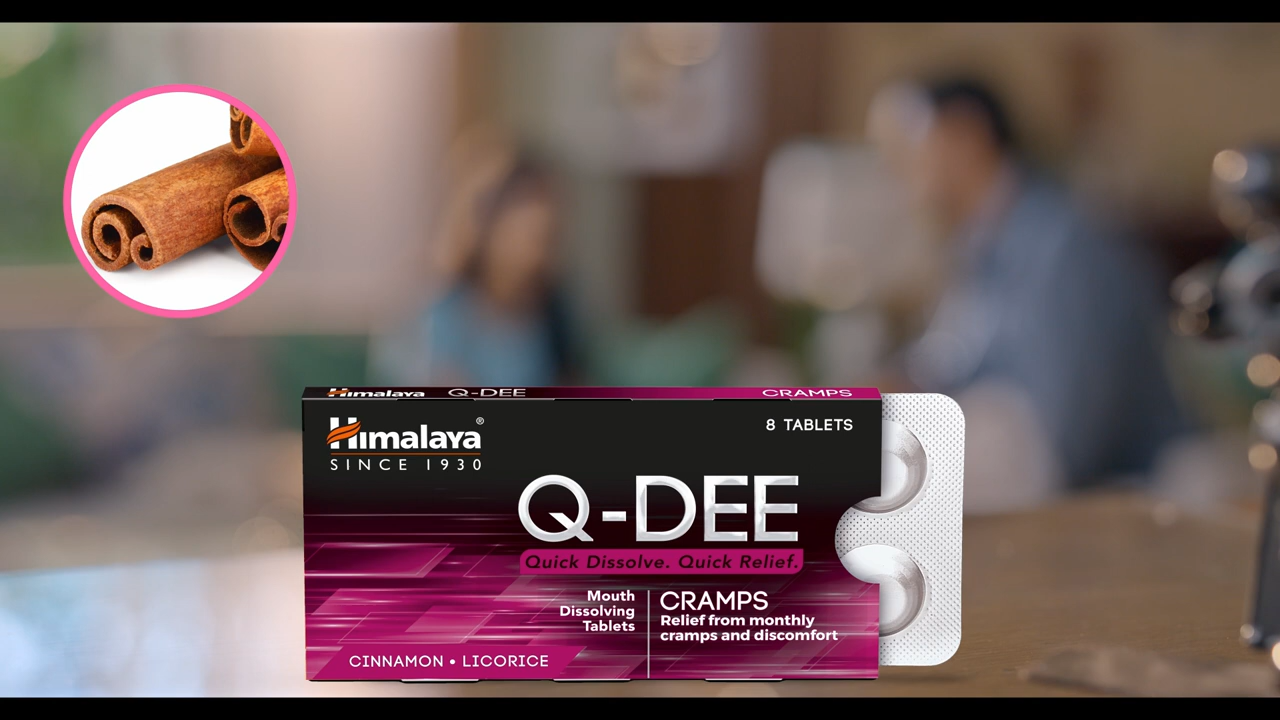 Himalaya Q-DEE CRAMPS
Himalaya®
SINCE 1930
8 TABLETS
Q-DEE
Quick Dissolve. Quick Relief.
Mouth
Dissolving
Tablets
CRAMPS
Relief from monthly
cramps and discomfort
CINNAMON • LICORICE